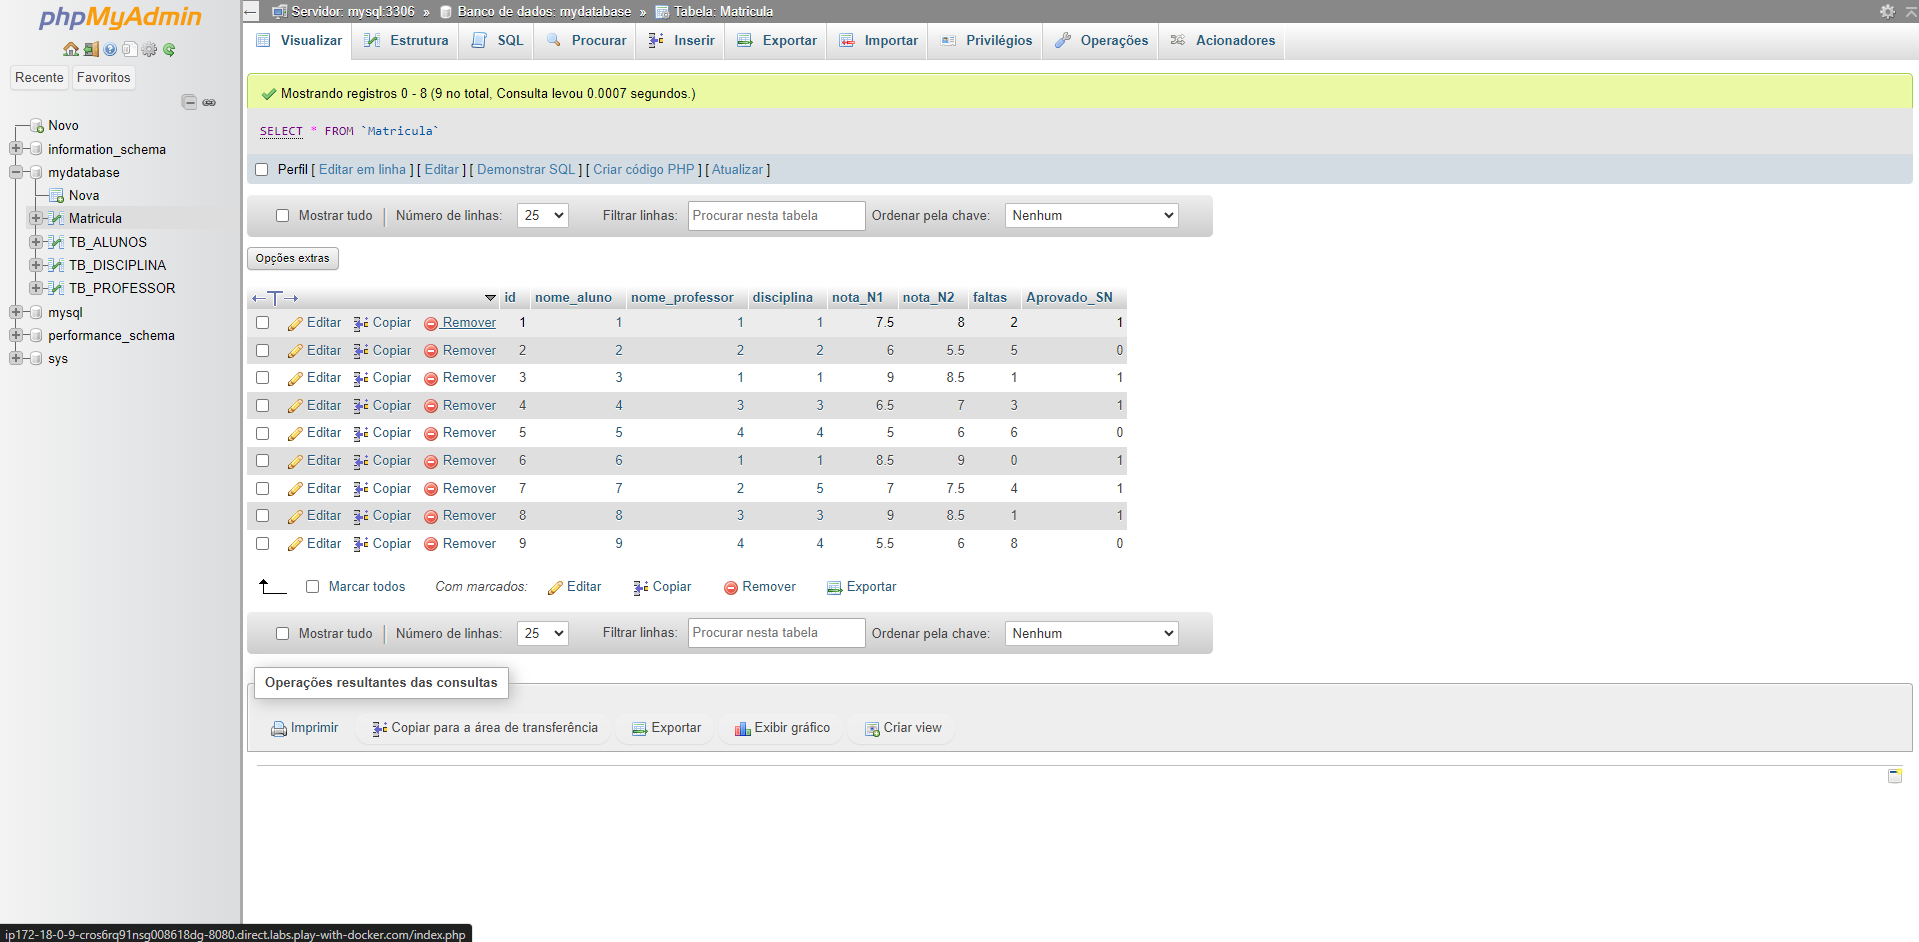 phpMyAdmin
Recente Favoritos
Novo
information_schema
mydatabase
Nova
Matricula
TB_ALUNOS
TB_DISCIPLINA
TB_PROFESSOR
mysql
performance_schema
sys
Servidor: mysql:3306 » Banco de dados: mydatabase » Tabela: Matricula
Visualizar Estrutura SQL Procurar Inserir Exportar Importar Privilégios Operações Acionadores
Mostrando registros 0 - 8 (9 no total, Consulta levou 0.0007 segundos.)
SELECT * FROM `Matricula`
Perfil [ Editar em linha ] [ Editar ] [ Demonstrar SQL ] [ Criar código PHP ] [ Atualizar ]
Mostrar tudo Número de linhas: 25 Filtrar linhas: Procurar nesta tabela Ordenar pela chave: Nenhum
Opções extras
←T→ id nome_aluno nome_professor disciplina nota_N1 nota_N2 faltas Aprovado_SN
Editar Copiar Remover 1 1 1 1 7.5 8 2 1
Editar Copiar Remover 2 2 2 2 6 5.5 5 0
Editar Copiar Remover 3 3 1 1 9 8.5 1 1
Editar Copiar Remover 4 4 3 3 6.5 7 3 1
Editar Copiar Remover 5 5 4 4 5 6 6 0
Editar Copiar Remover 6 6 1 1 8.5 9 0 1
Editar Copiar Remover 7 7 2 5 7 7.5 4 1
Editar Copiar Remover 8 8 3 3 9 8.5 1 1
Editar Copiar Remover 9 9 4 4 5.5 6 8 0
Marcar todos Com marcados: Editar Copiar Remover Exportar
Mostrar tudo Número de linhas: 25 Filtrar linhas: Procurar nesta tabela Ordenar pela chave: Nenhum
Operações resultantes das consultas
Imprimir Copiar para a área de transferência Exportar Exibir gráfico Criar view
ip172-18-0-9-cros6rq91nsg008618dg-8080.direct.labs.play-with-docker.com/index.php